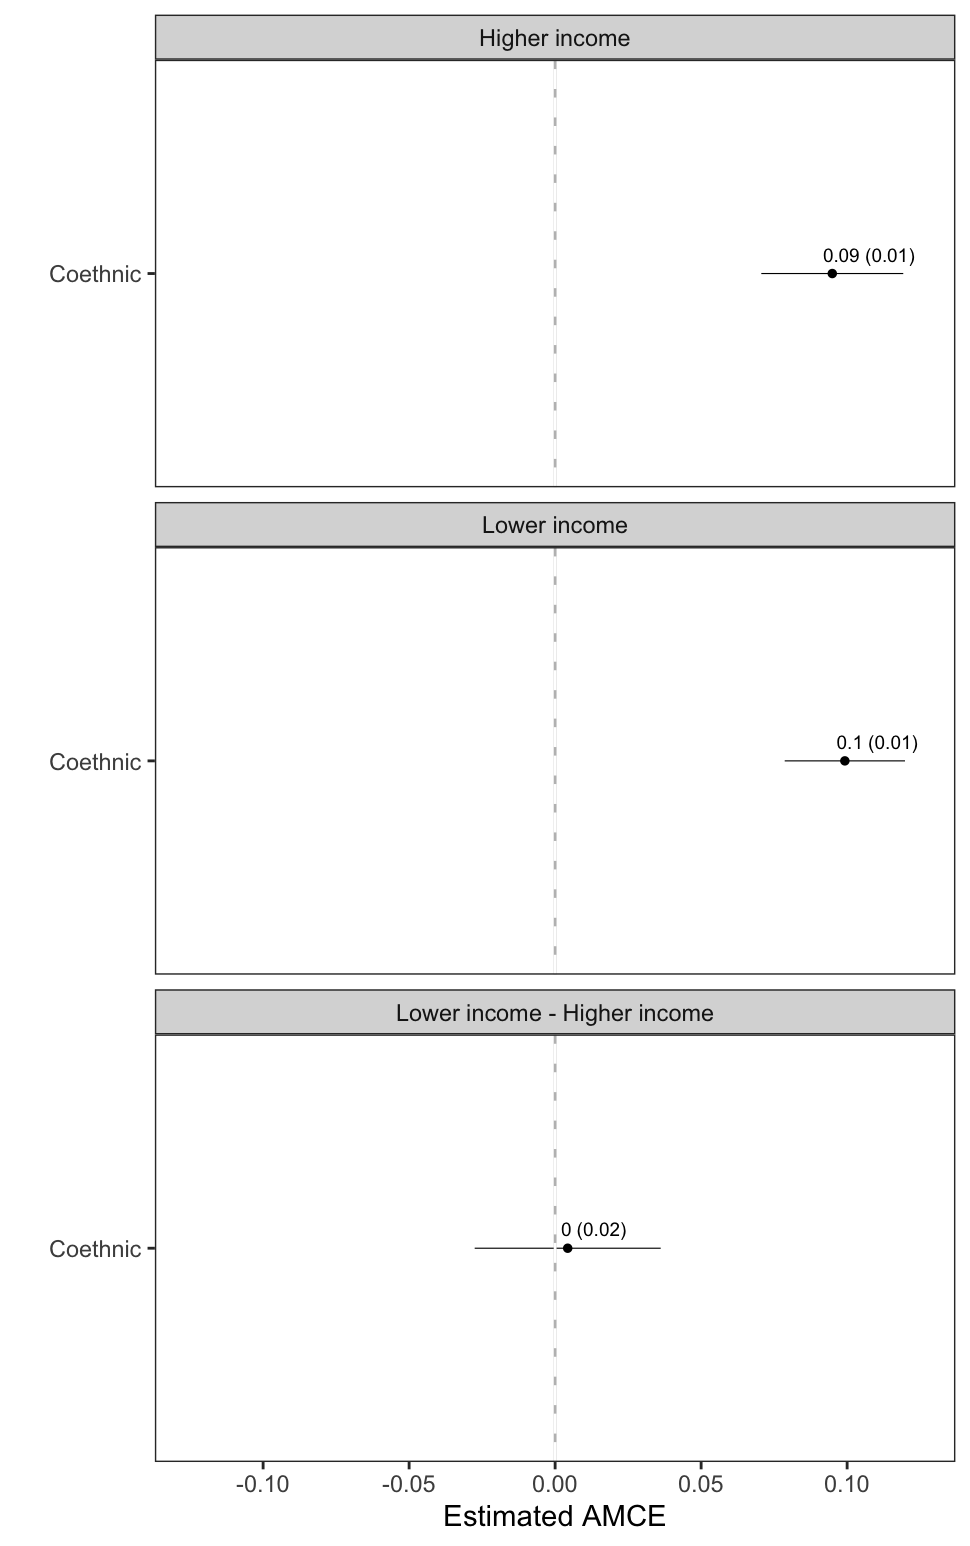 Higher income
0.09 (0.01)
Coethnic
Lower income
0.1 (0.01)
Coethnic
Lower income - Higher income
0 (0.02)
Coethnic
-0.10 -0.05 0.00 0.05 0.10
Estimated AMCE